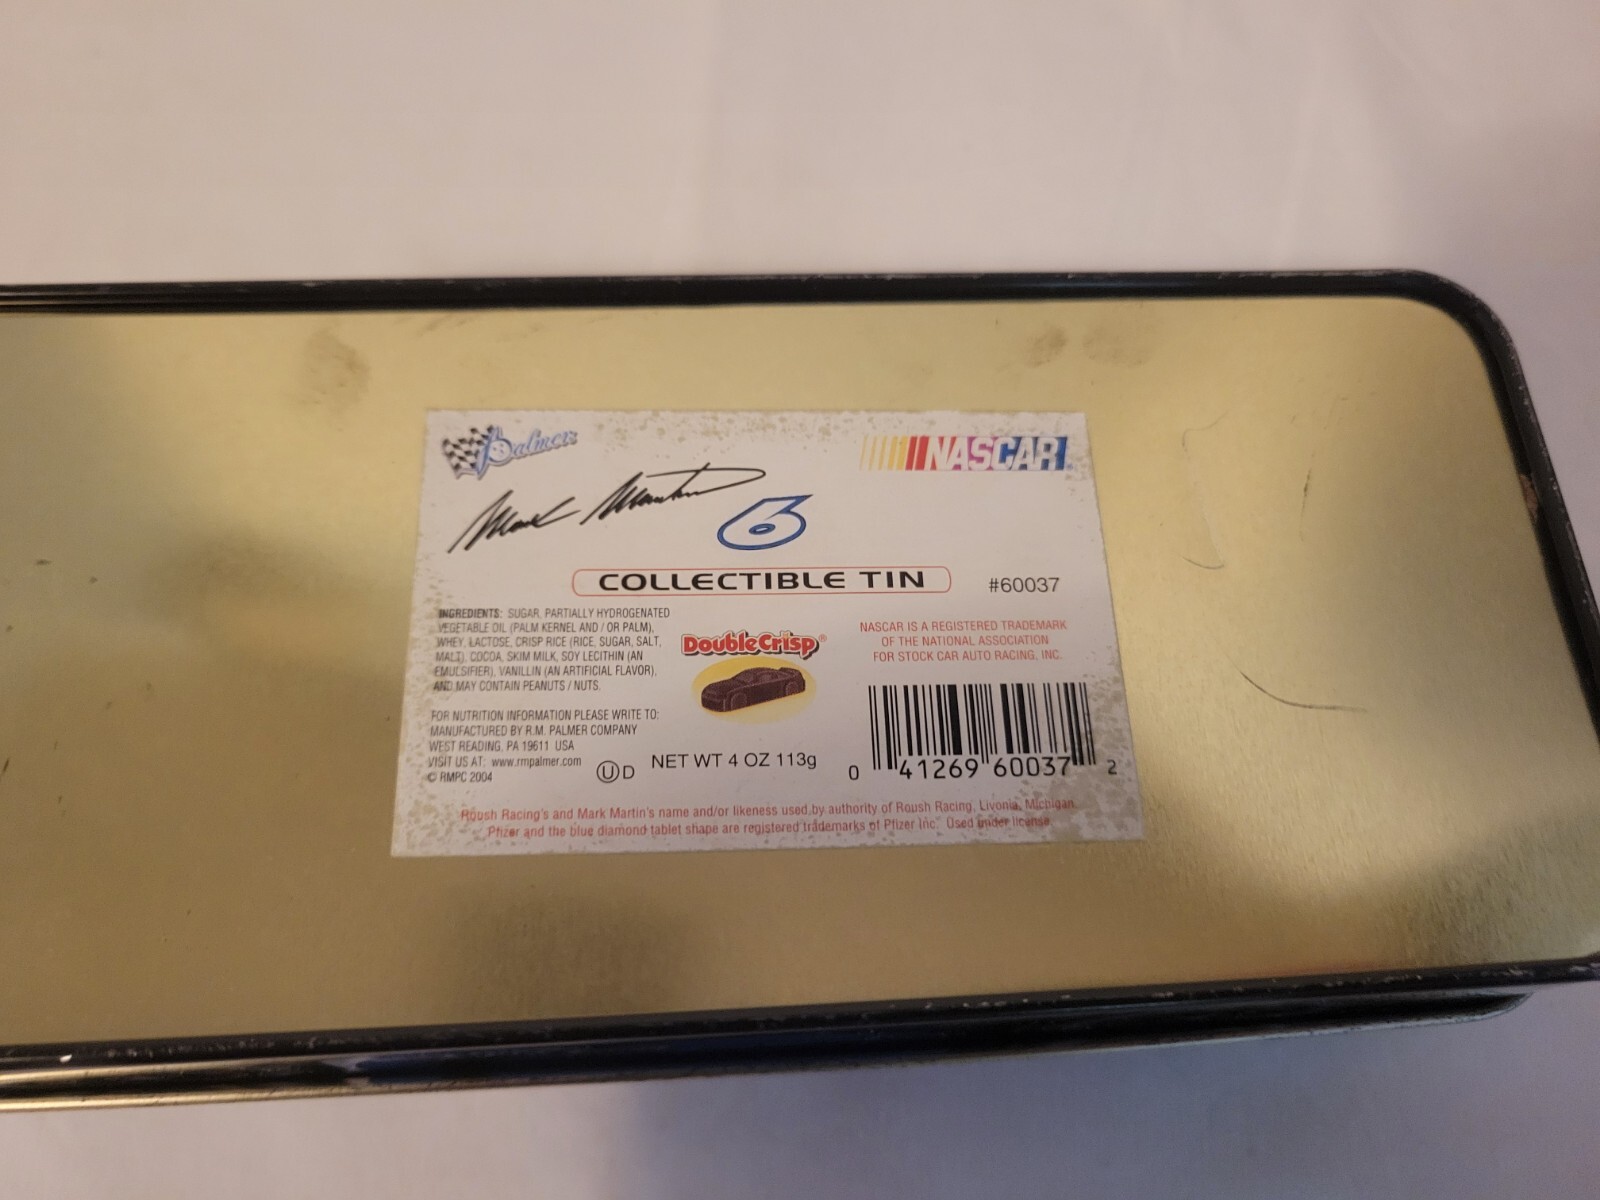 Palmer
NASCAR
Mark Martin
6
COLLECTIBLE TIN
#60037
INGREDIENTS: SUGAR, PARTIALLY HYDROGENATED
VEGETABLE OIL (PALM KERNEL AND / OR PALM),
WHEY, LACTOSE, CRISP RICE (RICE, SUGAR, SALT,
MALT), COCOA, SKIM MILK, SOY LECITHIN (AN
EMULSIFIER), VANILLIN (AN ARTIFICIAL FLAVOR),
AND MAY CONTAIN PEANUTS / NUTS.
FOR NUTRITION INFORMATION PLEASE WRITE TO:
MANUFACTURED BY R.M. PALMER COMPANY
WEST READING, PA 19611 USA
VISIT US AT: www.rmpalmer.com
© RMPC 2004
Ⓤ D
DoubleCrisp®
NET WT 4 OZ 113g
NASCAR IS A REGISTERED TRADEMARK
OF THE NATIONAL ASSOCIATION
FOR STOCK CAR AUTO RACING, INC.
0 41269 60037 2
Roush Racing's and Mark Martin's name and/or likeness used by authority of Roush Racing, Livonia, Michigan.
Pfizer and the blue diamond tablet shape are registered trademarks of Pfizer Inc. Used under license.